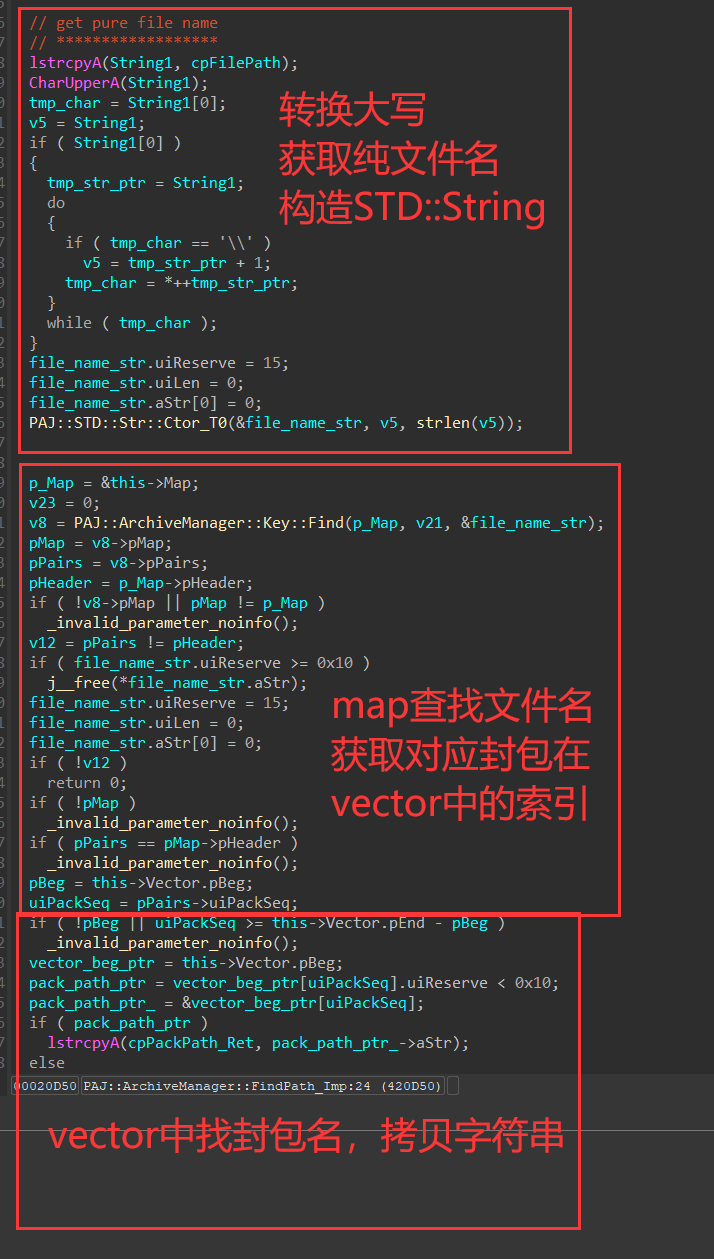 // get pure file name
// ******************
lstrcpyA(String1, cpFilePath);
CharUpperA(String1);
tmp_char = String1[0];
v5 = String1;
if ( String1[0] )
{
tmp_str_ptr = String1;
do
{
if ( tmp_char == '\\' )
v5 = tmp_str_ptr + 1;
tmp_char = *++tmp_str_ptr;
}
while ( tmp_char );
}
file_name_str.uiReserve = 15;
file_name_str.uiLen = 0;
file_name_str.aStr[0] = 0;
PAJ::STD::Str::Ctor_T0(&file_name_str, v5, strlen(v5));
转换大写
获取纯文件名
构造STD::String
p_Map = &this->Map;
v23 = 0;
v8 = PAJ::ArchiveManager::Key::Find(p_Map, v21, &file_name_str);
pMap = v8->pMap;
pPairs = v8->pPairs;
pHeader = p_Map->pHeader;
if ( !v8->pMap || pMap != p_Map )
_invalid_parameter_noinfo();
v12 = pPairs != pHeader;
if ( file_name_str.uiReserve >= 0x10 )
j__free(*file_name_str.aStr);
file_name_str.uiReserve = 15;
file_name_str.uiLen = 0;
file_name_str.aStr[0] = 0;
if ( !v12 )
return 0;
if ( !pMap )
_invalid_parameter_noinfo();
if ( pPairs == pMap->pHeader )
_invalid_parameter_noinfo();
pBeg = this->Vector.pBeg;
uiPackSeq = pPairs->uiPackSeq;
map查找文件名
获取对应封包在
vector中的索引
if ( !pBeg || uiPackSeq >= this->Vector.pEnd - pBeg )
_invalid_parameter_noinfo();
vector_beg_ptr = this->Vector.pBeg;
pack_path_ptr = vector_beg_ptr[uiPackSeq].uiReserve < 0x10;
pack_path_ptr_ = &vector_beg_ptr[uiPackSeq];
if ( pack_path_ptr )
lstrcpyA(cpPackPath_Ret, pack_path_ptr_->aStr);
else
00020D50 PAJ::ArchiveManager::FindPath_Imp:24 (420D50)
vector中找封包名，拷贝字符串